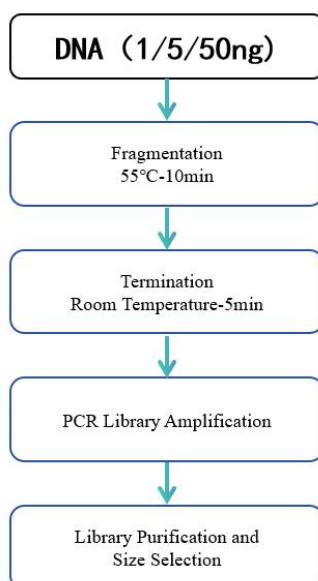 DNA（1/5/50ng）
Fragmentation
55℃-10min
Termination
Room Temperature-5min
PCR Library Amplification
Library Purification and
Size Selection